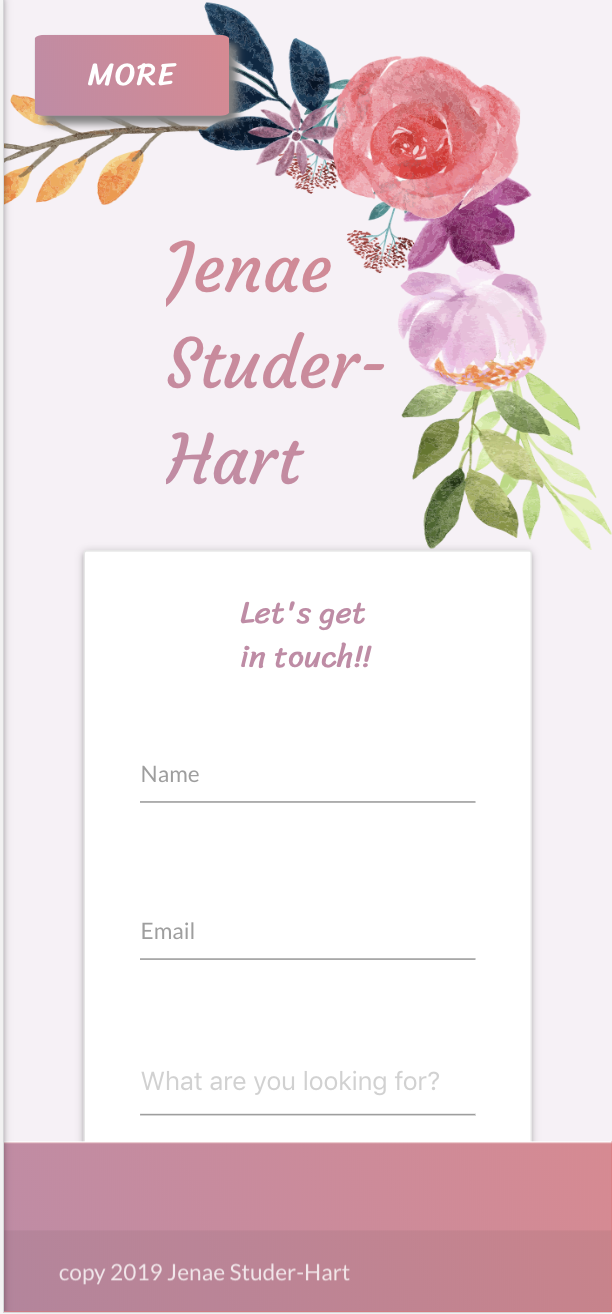 MORE
Jenae
Studer-
Hart
Let's get
in touch!!
Name
Email
What are you looking for?
copy 2019 Jenae Studer-Hart